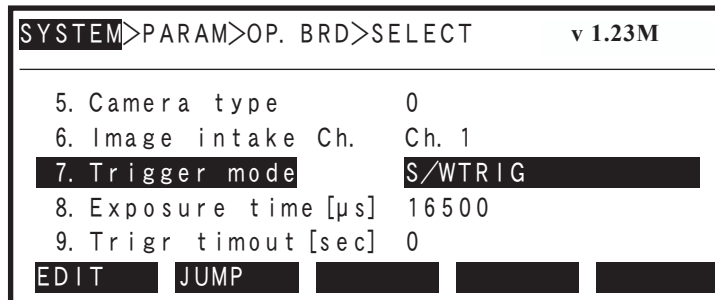 SYSTEM>PARAM>OP. BRD>SELECT v 1.23M
5. Camera type 0
6. Image intake Ch. Ch. 1
7. Trigger mode S/WTRIG
8. Exposure time [µs] 16500
9. Trigr timout [sec] 0
EDIT JUMP